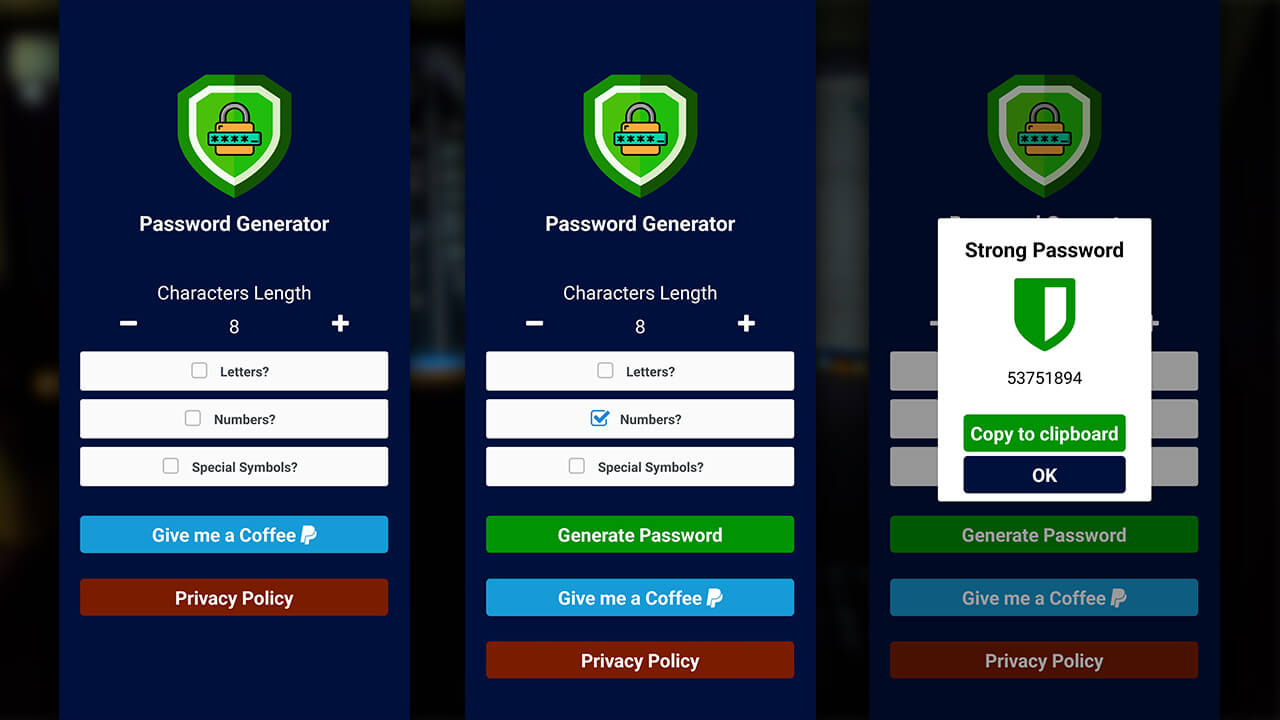 ****_
Password Generator
Characters Length
8
Letters?
Numbers?
Special Symbols?
Give me a Coffee
Privacy Policy
****_
Password Generator
Characters Length
8
Letters?
Numbers?
Special Symbols?
Generate Password
Give me a Coffee
Privacy Policy
****_
Strong Password
53751894
Copy to clipboard
OK
Generate Password
Give me a Coffee
Privacy Policy